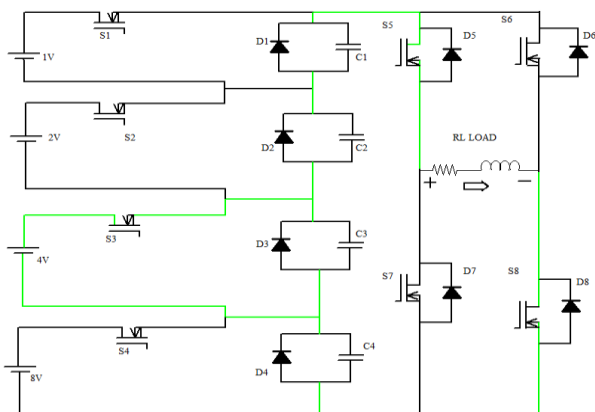 S1
1V
D1
C1
S5
D5
S6
D6
S2
2V
D2
C2
RL LOAD
+
−
S3
4V
D3
C3
S7
D7
S8
D8
S4
8V
D4
C4